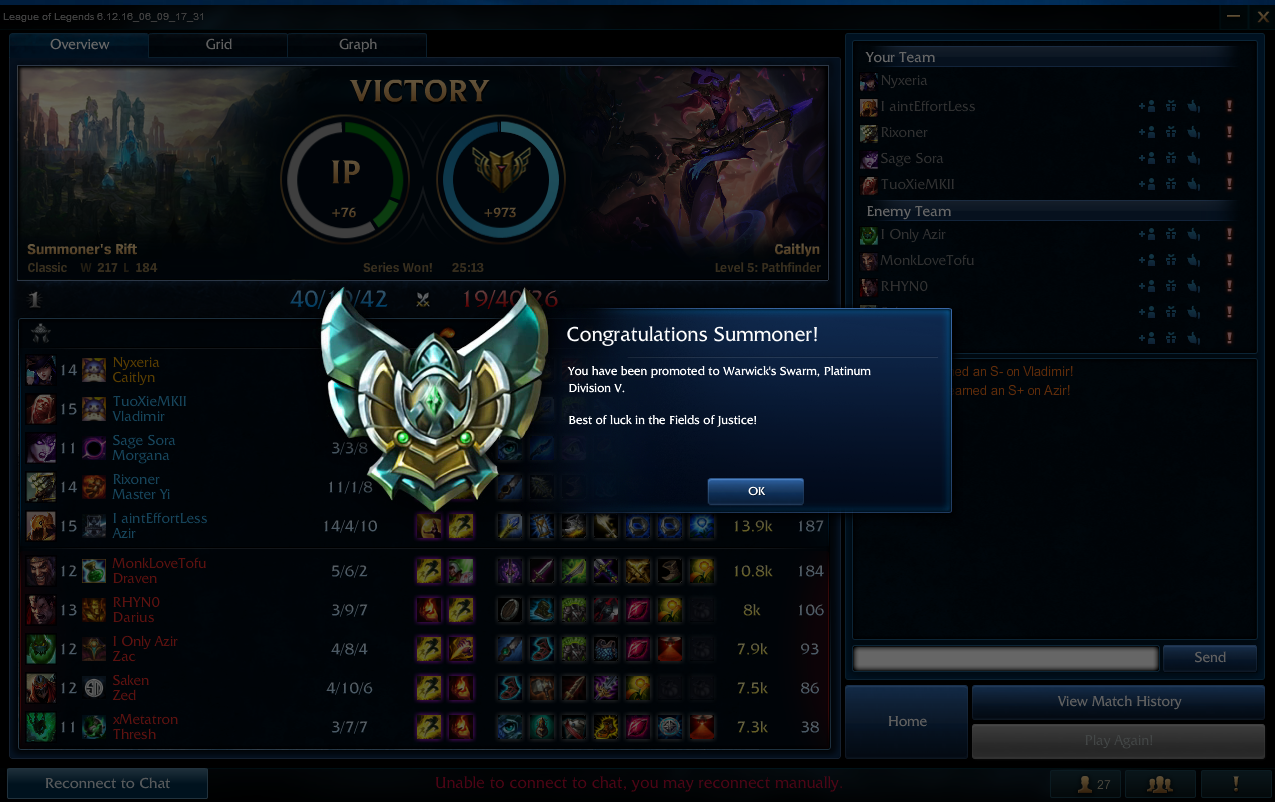 League of Legends 6.12.16_06_09_17_31
Overview
Grid
Graph
VICTORY
IP
+76
+973
Summoner's Rift
Caitlyn
Classic W 217 L 184
Series Won! 25:13
Level 5: Pathfinder
1
Your Team
Nyxeria
I aintEffortLess
Rixoner
Sage Sora
TuoXieMKII
Enemy Team
I Only Azir
MonkLoveTofu
RHYN0
Congratulations Summoner!
You have been promoted to Warwick's Swarm, Platinum
Division V.
Best of luck in the Fields of Justice!
OK
ed an S- on Vladimir!
arned an S+ on Azir!
14 Nyxeria
Caitlyn
15 TuoXieMKII
Vladimir
11 Sage Sora
Morgana
3/3/8
14 Rixoner
Master Yi
11/1/8
15 I aintEffortLess
Azir
14/4/10 13.9k 187
12 MonkLoveTofu
Draven
5/6/2 10.8k 184
13 RHYN0
Darius
3/9/7 8k 106
12 I Only Azir
Zac
4/8/4 7.9k 93
12 Saken
Zed
4/10/6 7.5k 86
11 xMetatron
Thresh
3/7/7 7.3k 38
Send
Home
View Match History
Play Again!
Reconnect to Chat
Unable to connect to chat, you may reconnect manually.
27